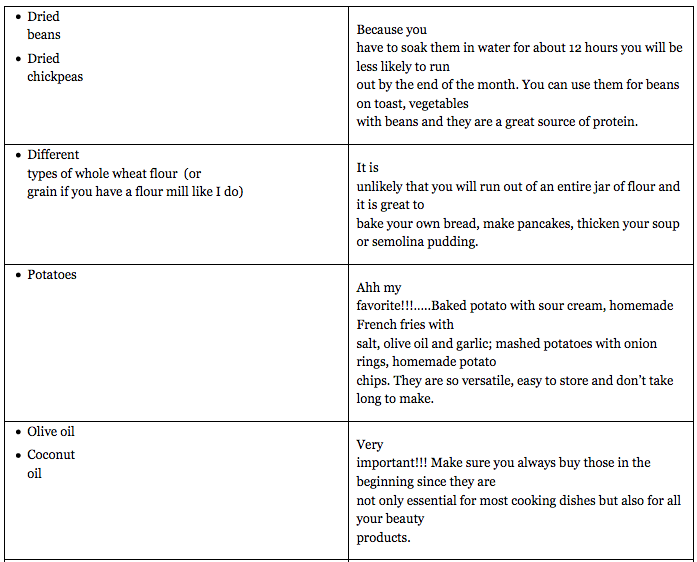 Dried
beans
Dried
chickpeas
Because you
have to soak them in water for about 12 hours you will be
less likely to run
out by the end of the month. You can use them for beans
on toast, vegetables
with beans and they are a great source of protein.
Different
types of whole wheat flour  (or
grain if you have a flour mill like I do)
It is
unlikely that you will run out of an entire jar of flour and
it is great to
bake your own bread, make pancakes, thicken your soup
or semolina pudding.
Potatoes
Ahh my
favorite!!!.....Baked potato with sour cream, homemade
French fries with
salt, olive oil and garlic; mashed potatoes with onion
rings, homemade potato
chips. They are so versatile, easy to store and don't take
long to make.
Olive oil
Coconut
oil
Very
important!!! Make sure you always buy those in the
beginning since they are
not only essential for most cooking dishes but also for all
your beauty
products.